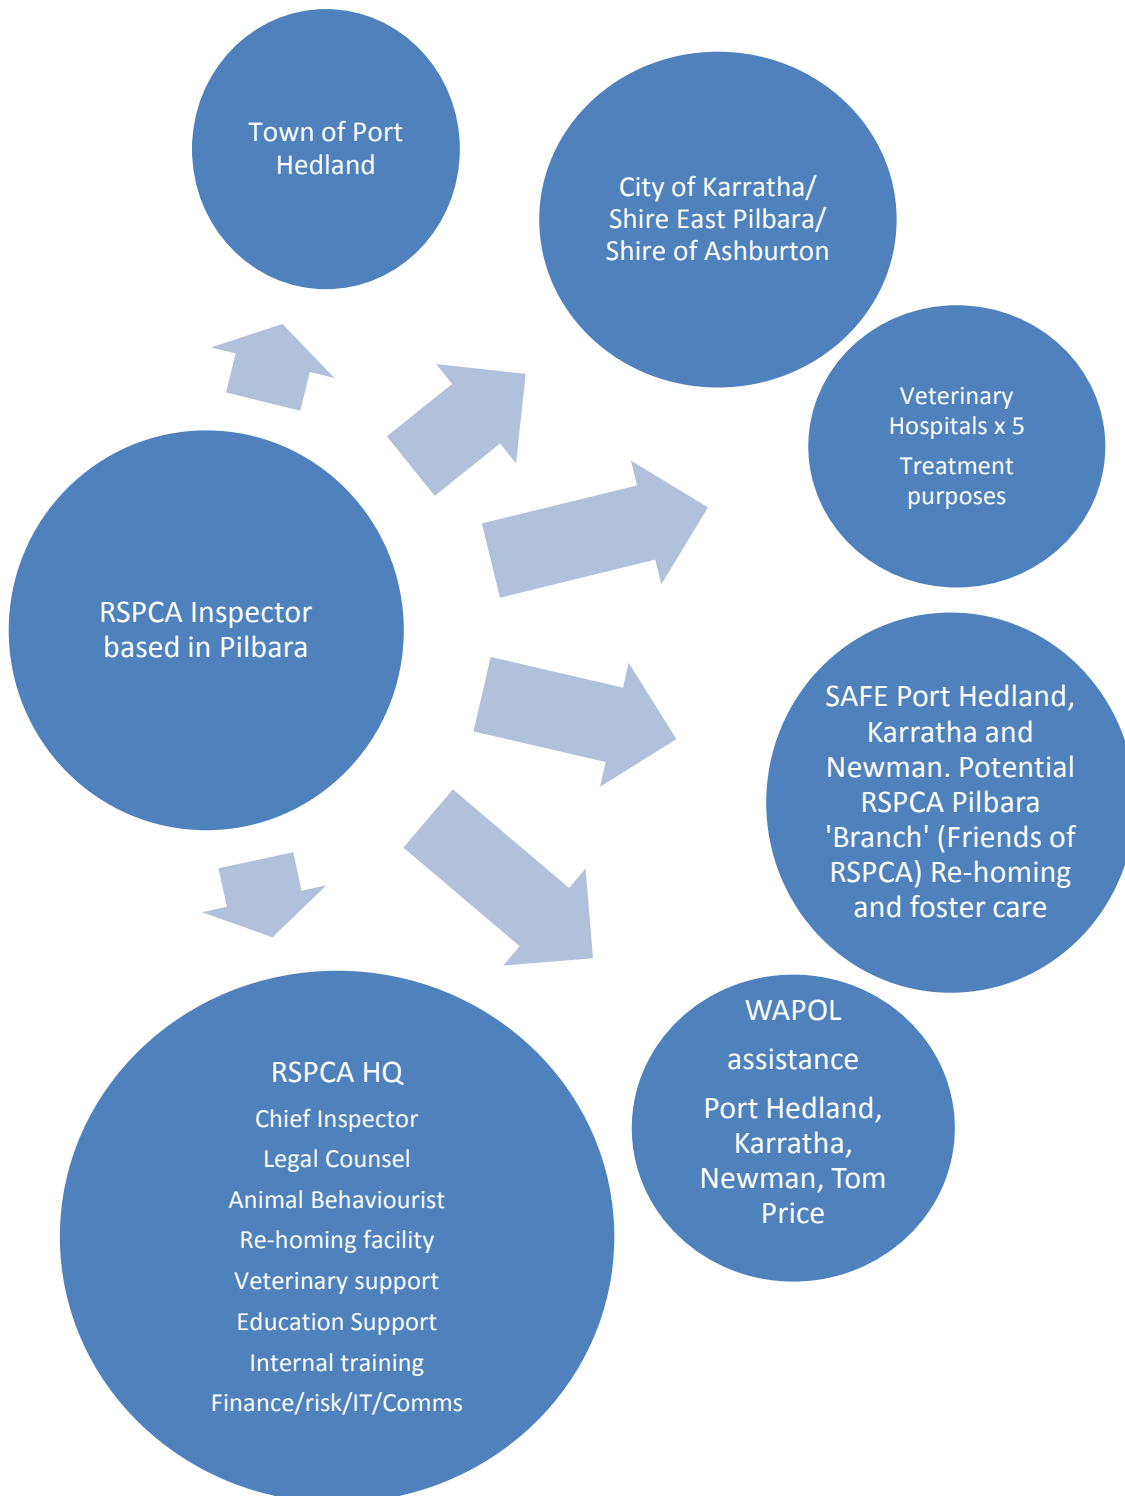 Town of Port
Hedland
City of Karratha/
Shire East Pilbara/
Shire of Ashburton
Veterinary
Hospitals x 5
Treatment
purposes
RSPCA Inspector
based in Pilbara
SAFE Port Hedland,
Karratha and
Newman. Potential
RSPCA Pilbara
'Branch' (Friends of
RSPCA) Re-homing
and foster care
WAPOL
assistance
Port Hedland,
Karratha,
Newman, Tom
Price
RSPCA HQ
Chief Inspector
Legal Counsel
Animal Behaviourist
Re-homing facility
Veterinary support
Education Support
Internal training
Finance/risk/IT/Comms